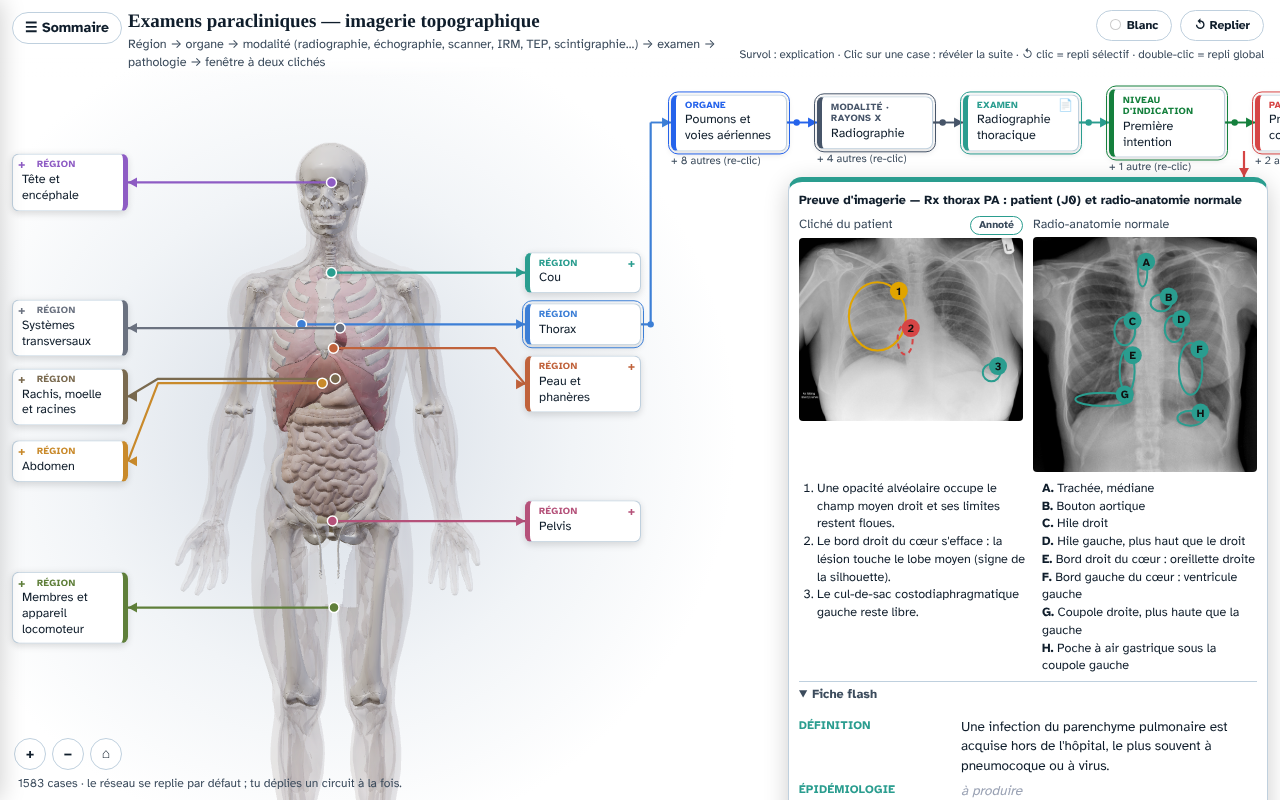 ☰ Sommaire
Examens paracliniques — imagerie topographique
Région → organe → modalité (radiographie, échographie, scanner, IRM, TEP, scintigraphie…) → examen →
pathologie → fenêtre à deux clichés
Blanc
↺ Replier
Survol : explication · Clic sur une case : révéler la suite · ↺ clic = repli sélectif · double-clic = repli global
ORGANE
Poumons et
voies aériennes
+ 8 autres (re-clic)
MODALITÉ ·
RAYONS X
Radiographie
+ 4 autres (re-clic)
EXAMEN
Radiographie
thoracique
NIVEAU
D'INDICATION
Première
intention
+ 1 autre (re-clic)
+ RÉGION
Tête et
encéphale
RÉGION +
Cou
+ RÉGION
Systèmes
transversaux
RÉGION
Thorax
+ RÉGION
Rachis, moelle
et racines
RÉGION +
Peau et
phanères
+ RÉGION
Abdomen
RÉGION +
Pelvis
+ RÉGION
Membres et
appareil
locomoteur
Preuve d'imagerie — Rx thorax PA : patient (J0) et radio-anatomie normale
Cliché du patient
Annoté
Radio-anatomie normale
L
1
2
3
A
B
C
D
E
F
G
H
1. Une opacité alvéolaire occupe le
champ moyen droit et ses limites
restent floues.
2. Le bord droit du cœur s'efface : la
lésion touche le lobe moyen (signe de
la silhouette).
3. Le cul-de-sac costodiaphragmatique
gauche reste libre.
A. Trachée, médiane
B. Bouton aortique
C. Hile droit
D. Hile gauche, plus haut que le droit
E. Bord droit du cœur : oreillette droite
F. Bord gauche du cœur : ventricule
gauche
G. Coupole droite, plus haute que la
gauche
H. Poche à air gastrique sous la
coupole gauche
▼ Fiche flash
DÉFINITION
Une infection du parenchyme pulmonaire est
acquise hors de l'hôpital, le plus souvent à
pneumocoque ou à virus.
ÉPIDÉMIOLOGIE
à produire
+
−
⌂
1583 cases · le réseau se replie par défaut ; tu déplies un circuit à la fois.